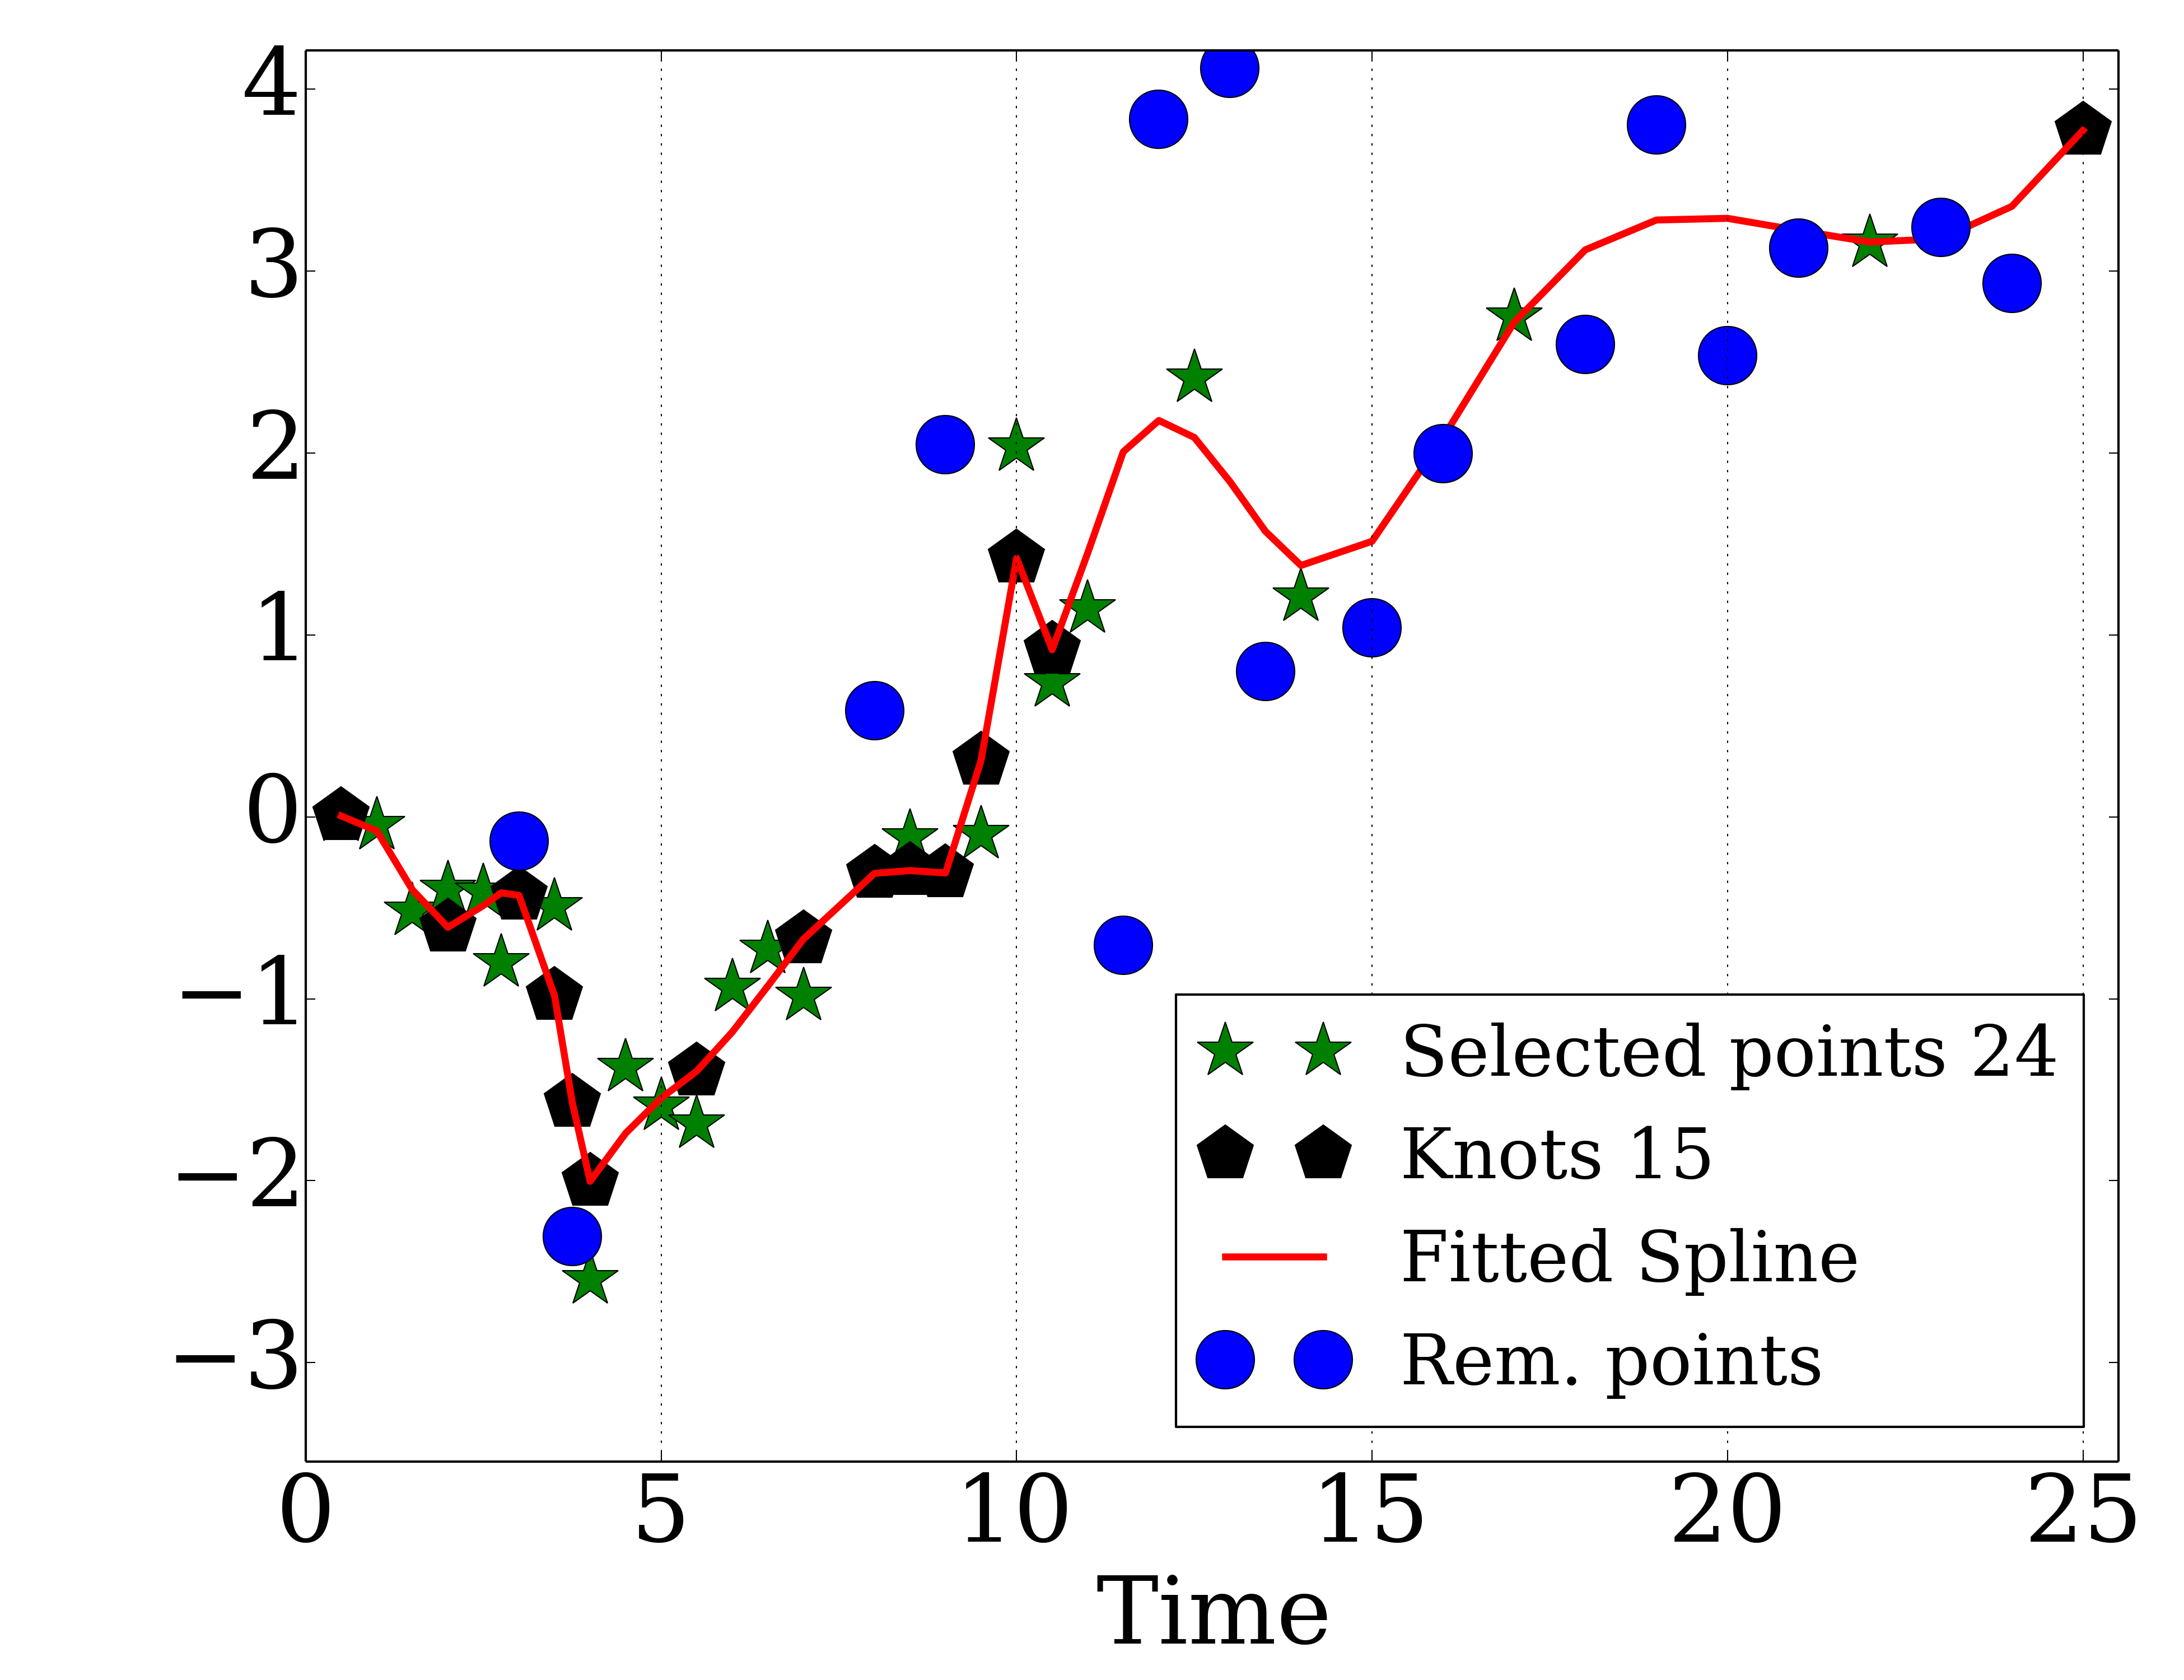 4
3
2
1
0
−1
−2
−3
Selected points 24
Knots 15
Fitted Spline
Rem. points
0 5 10 15 20 25
Time